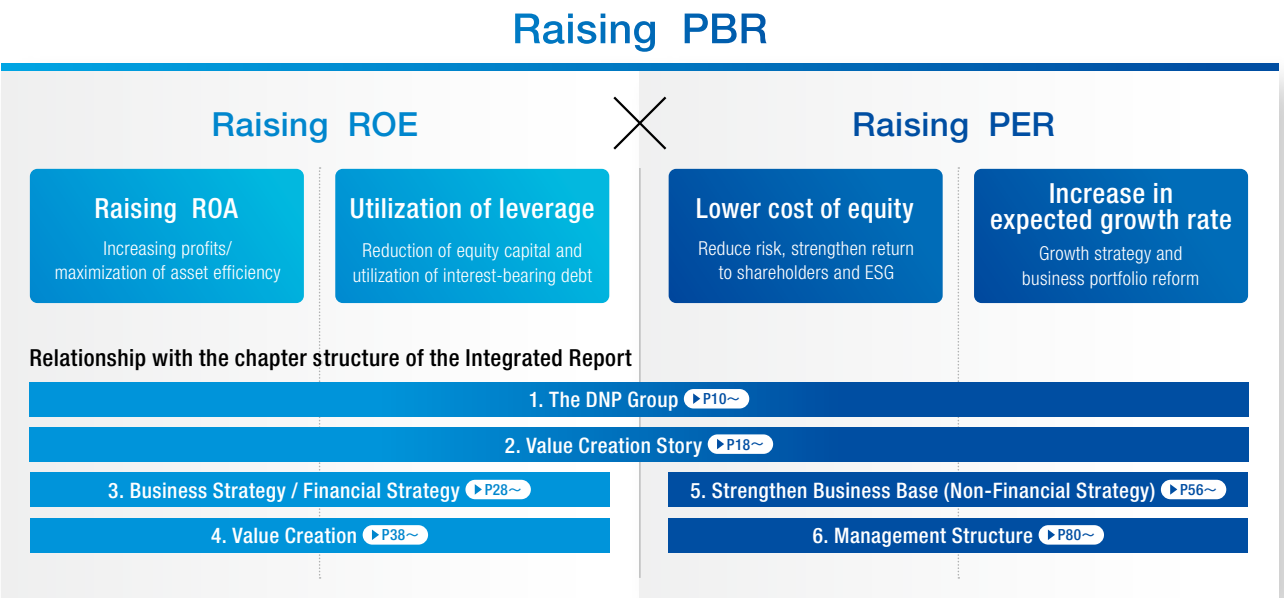 Raising PBR
Raising ROE
×
Raising PER
Raising ROA
Increasing profits/
maximization of asset efficiency
Utilization of leverage
Reduction of equity capital and
utilization of interest-bearing debt
Lower cost of equity
Reduce risk, strengthen return
to shareholders and ESG
Increase in
expected growth rate
Growth strategy and
business portfolio reform
Relationship with the chapter structure of the Integrated Report
1. The DNP Group ▶P10~
2. Value Creation Story ▶P18~
3. Business Strategy / Financial Strategy ▶P28~
4. Value Creation ▶P38~
5. Strengthen Business Base (Non-Financial Strategy) ▶P56~
6. Management Structure ▶P80~